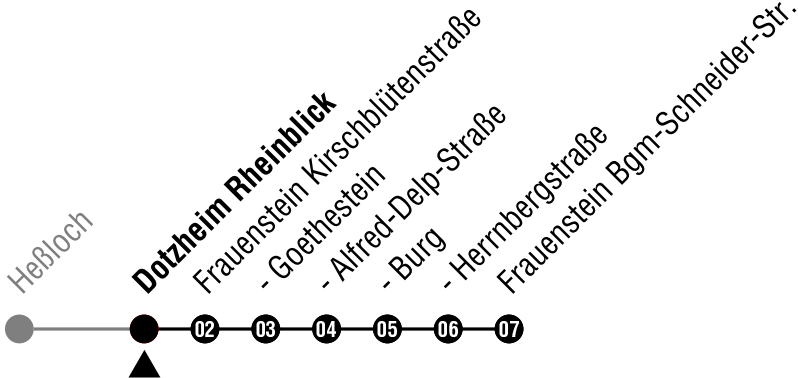 Heßloch
Dotzheim Rheinblick
Frauenstein Kirschblütenstraße
- Goethestein
- Alfred-Delp-Straße
- Burg
- Herrnbergstraße
Frauenstein Bgm-Schneider-Str.
02 03 04 05 06 07